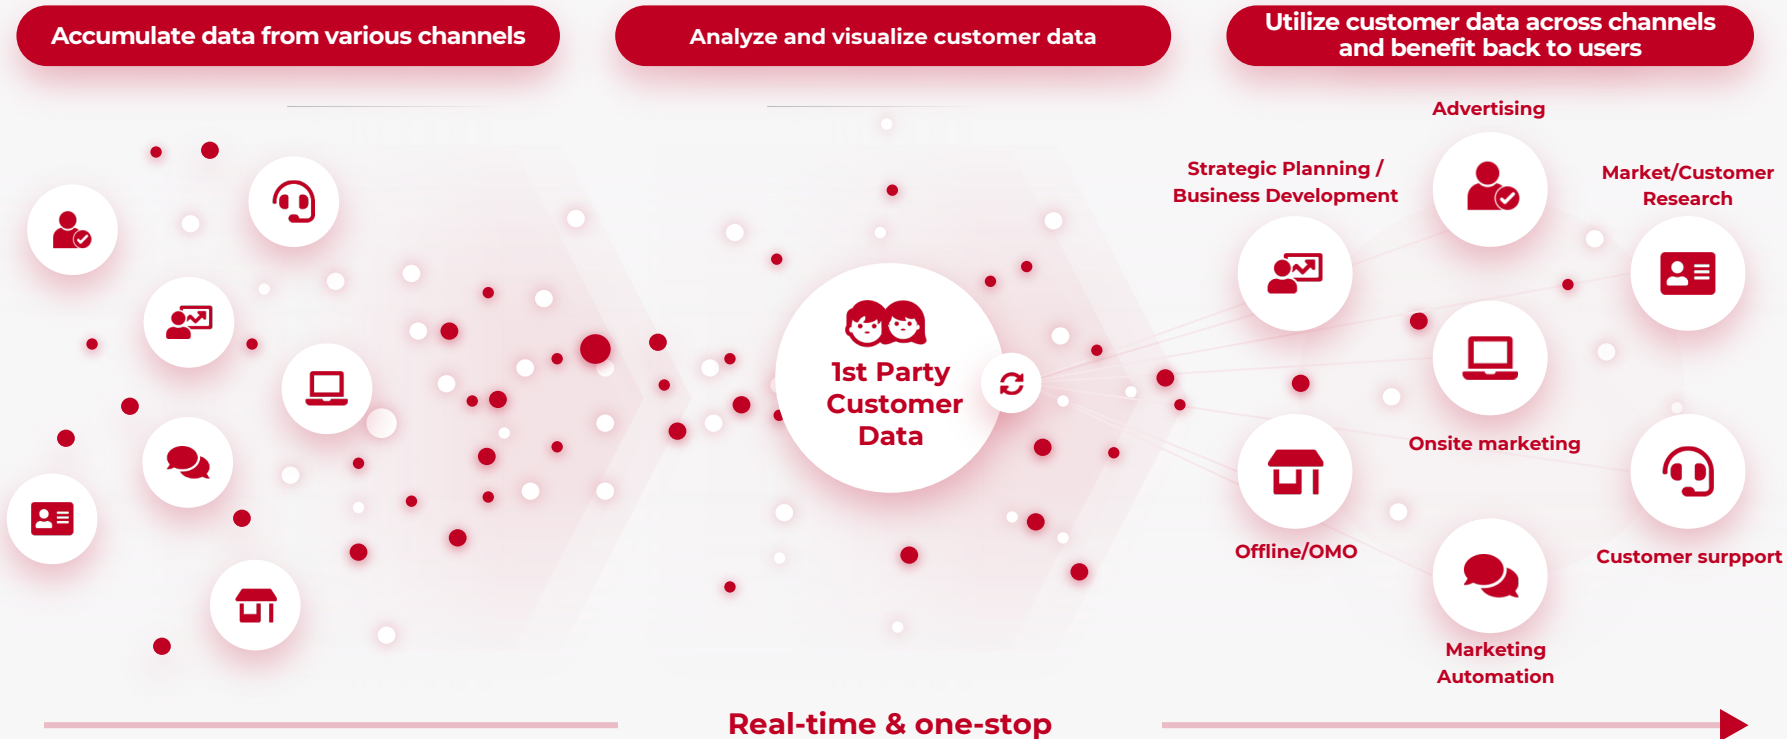 Accumulate data from various channels
Analyze and visualize customer data
Utilize customer data across channels
and benefit back to users
1st Party
Customer
Data
Advertising
Strategic Planning /
Business Development
Market/Customer
Research
Onsite marketing
Offline/OMO
Customer surpport
Marketing
Automation
Real-time & one-stop